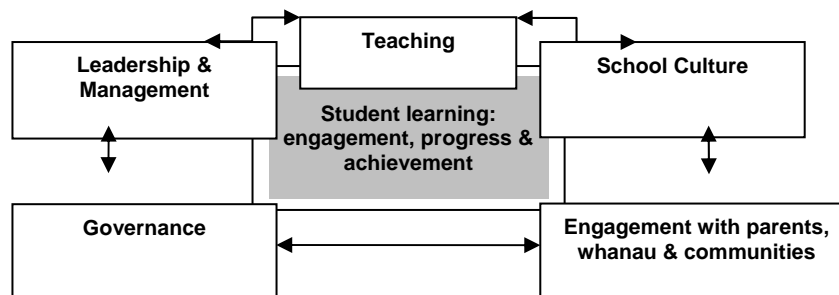 Teaching
Leadership &
Management
School Culture
Student learning:
engagement, progress &
achievement
Governance
Engagement with parents,
whanau & communities